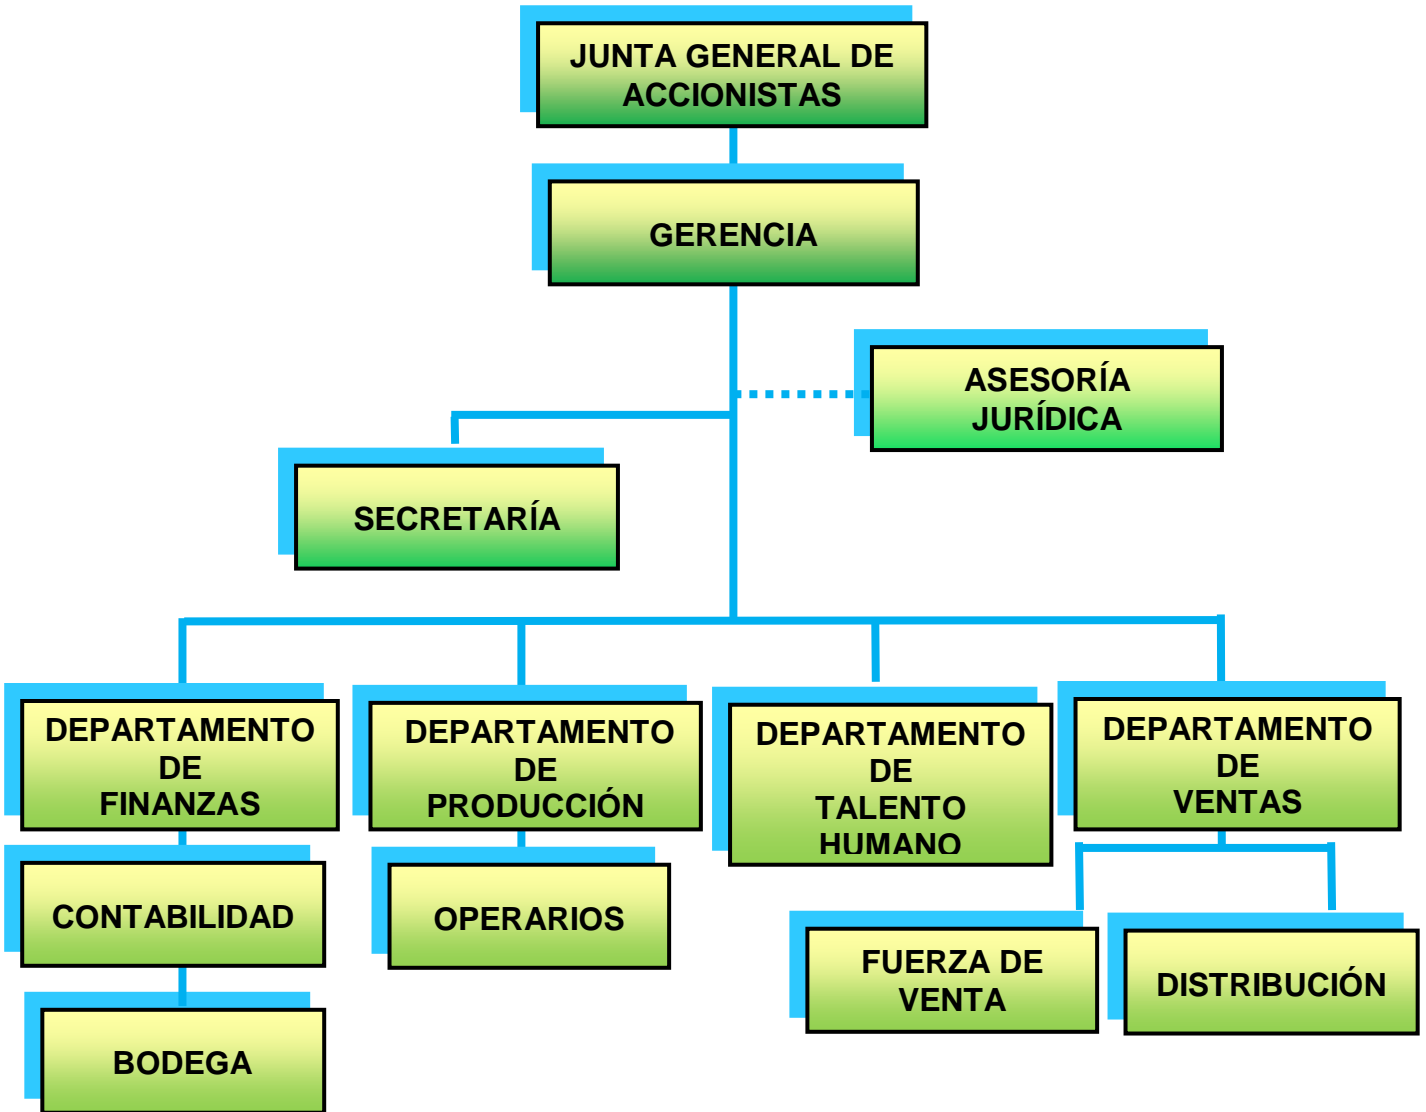 JUNTA GENERAL DE
ACCIONISTAS
GERENCIA
ASESORÍA
JURÍDICA
SECRETARÍA
DEPARTAMENTO
DE
FINANZAS
DEPARTAMENTO
DE
PRODUCCIÓN
DEPARTAMENTO
DE
TALENTO
HUMANO
DEPARTAMENTO
DE
VENTAS
CONTABILIDAD
OPERARIOS
FUERZA DE
VENTA
DISTRIBUCIÓN
BODEGA